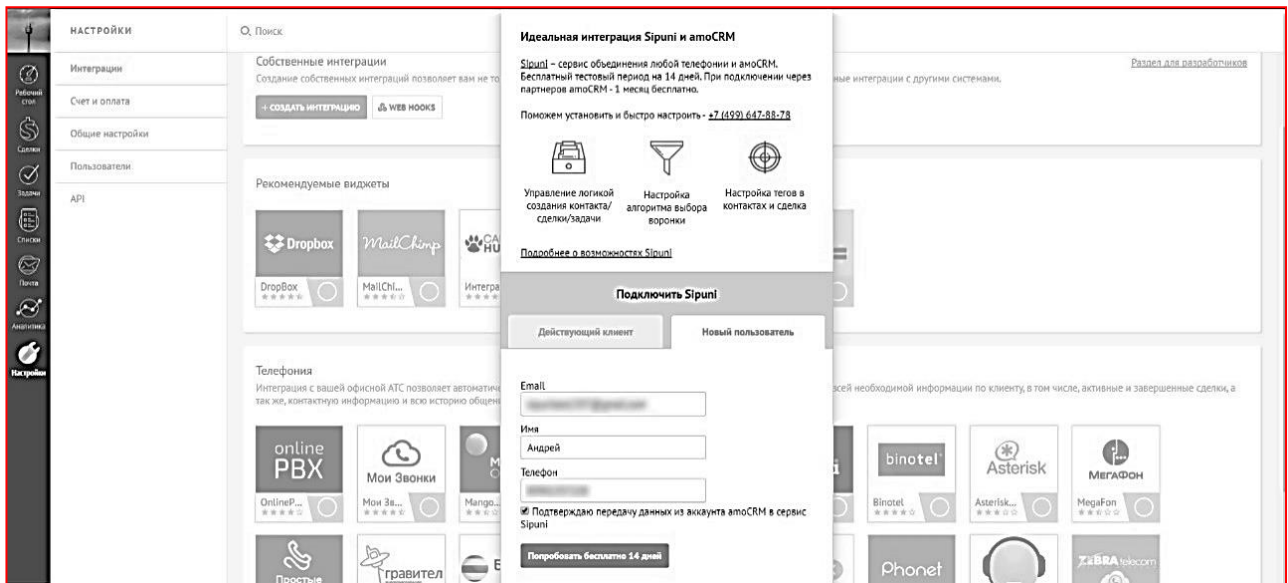 НАСТРОЙКИ
Поиск
Рабочий
стол
Сделки
Задачи
Списки
Почта
Аналитика
Настройки
Интеграции
Счет и оплата
Общие настройки
Пользователи
API
Собственные интеграции
Создание собственных интеграций позволяет вам не то
ные интеграции с другими системами.
Раздел для разработчиков
+ СОЗДАТЬ ИНТЕГРАЦИЮ
WEB HOOKS
Рекомендуемые виджеты
Dropbox
MailChimp
DropBox
MailChi...
Интегра
Телефония
Интеграция с вашей офисной АТС позволяет автоматиче
всей необходимой информации по клиенту, в том числе, активные и завершенные сделки, а
так же, контактную информацию и всю историю общен
online
PBX
Мои Звонки
binotel
Asterisk
МЕГАФОН
OnlineP...
Мои Зв...
Mango...
Binotel
Asterisk...
MegaFon
Простые
гравител
Phonet
ZEBRA telecom
Идеальная интеграция Sipuni и amoCRM
Sipuni – сервис объединения любой телефонии и амоCRM.
Бесплатный тестовый период на 14 дней. При подключении через
партнеров amoCRM - 1 месяц бесплатно.
Поможем установить и быстро настроить - +7 (499) 647-88-78
Управление логикой
создания контакта/
сделки/задачи
Настройка
алгоритма выбора
воронки
Настройка тегов в
контактах и сделка
Подробнее о возможностях Sipuni
Подключить Sipuni
Действующий клиент
Новый пользователь
Email
Имя
Андрей
Телефон
Подтверждаю передачу данных из аккаунта amoCRM в сервис
Sipuni
Попробовать бесплатно 14 дней